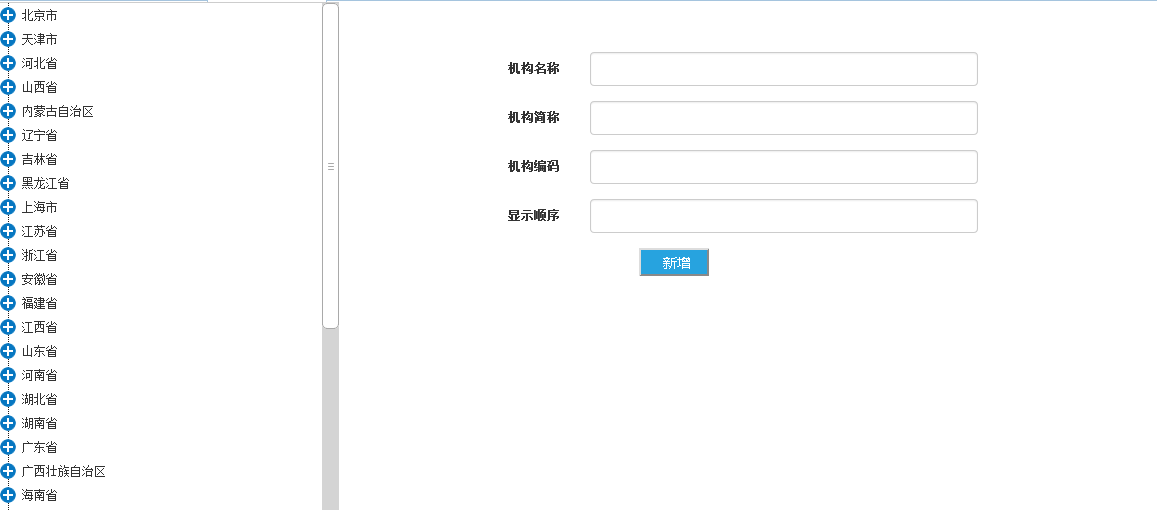 北京市
天津市
河北省
山西省
内蒙古自治区
辽宁省
吉林省
黑龙江省
上海市
江苏省
浙江省
安徽省
福建省
江西省
山东省
河南省
湖北省
湖南省
广东省
广西壮族自治区
海南省
机构名称
机构简称
机构编码
显示顺序
新增